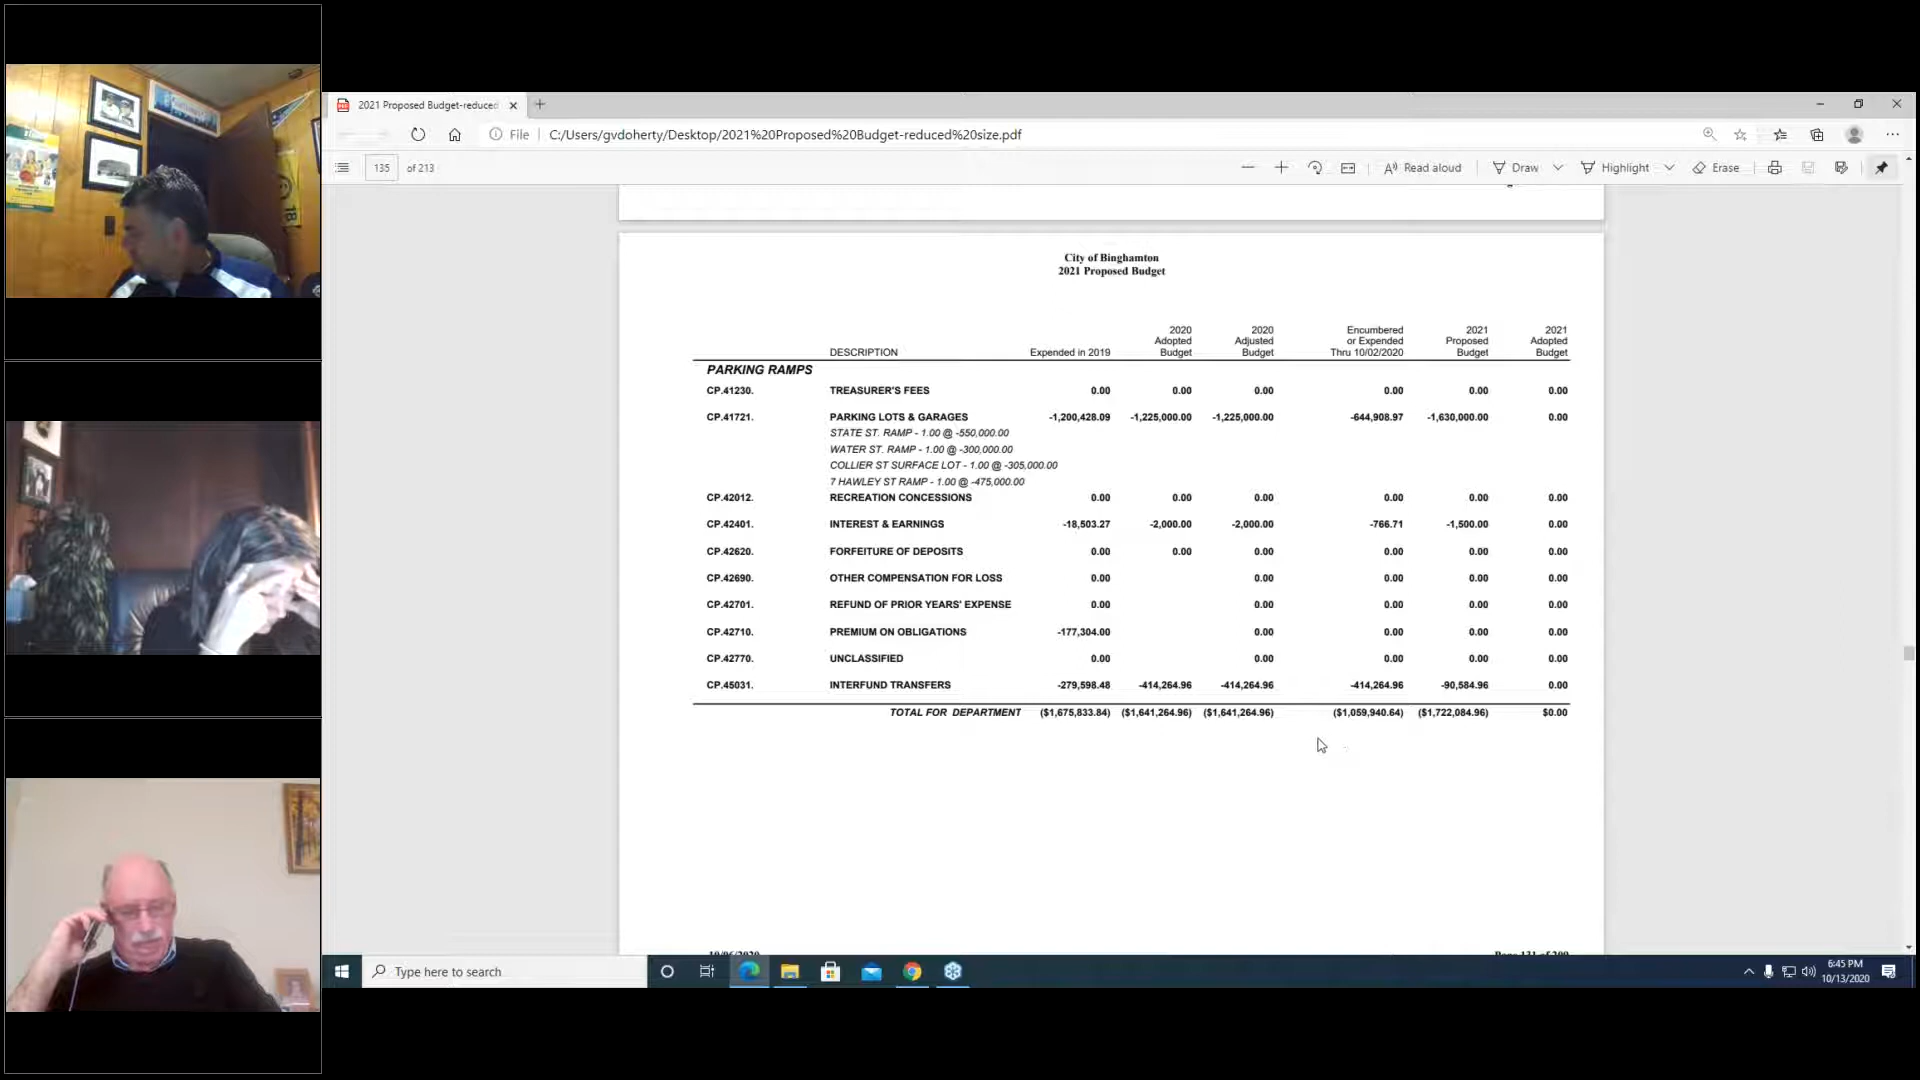 2021 Proposed Budget-reduced
File C:/Users/gvdoherty/Desktop/2021%20Proposed%20Budget-reduced%20size.pdf
135 of 213
Read aloud Draw Highlight Erase
City of Binghamton
2021 Proposed Budget
DESCRIPTION Expended in 2019 2020 Adopted Budget 2020 Adjusted Budget Encumbered or Expended Thru 10/02/2020 2021 Proposed Budget 2021 Adopted Budget
PARKING RAMPS
CP.41230. TREASURER'S FEES 0.00 0.00 0.00 0.00 0.00 0.00
CP.41721. PARKING LOTS & GARAGES -1,200,428.09 -1,225,000.00 -1,225,000.00 -644,908.97 -1,630,000.00 0.00
STATE ST. RAMP - 1.00 @ -550,000.00
WATER ST. RAMP - 1.00 @ -300,000.00
COLLIER ST SURFACE LOT - 1.00 @ -305,000.00
7 HAWLEY ST RAMP - 1.00 @ -475,000.00
CP.42012. RECREATION CONCESSIONS 0.00 0.00 0.00 0.00 0.00 0.00
CP.42401. INTEREST & EARNINGS -18,503.27 -2,000.00 -2,000.00 -766.71 -1,500.00 0.00
CP.42620. FORFEITURE OF DEPOSITS 0.00 0.00 0.00 0.00 0.00 0.00
CP.42690. OTHER COMPENSATION FOR LOSS 0.00 0.00 0.00 0.00 0.00
CP.42701. REFUND OF PRIOR YEARS' EXPENSE 0.00 0.00 0.00 0.00 0.00
CP.42710. PREMIUM ON OBLIGATIONS -177,304.00 0.00 0.00 0.00 0.00
CP.42770. UNCLASSIFIED 0.00 0.00 0.00 0.00 0.00
CP.45031. INTERFUND TRANSFERS -279,598.48 -414,264.96 -414,264.96 -414,264.96 -90,584.96 0.00
TOTAL FOR DEPARTMENT ($1,675,833.84) ($1,641,264.96) ($1,641,264.96) ($1,059,940.64) ($1,722,084.96) $0.00
Type here to search
6:45 PM
10/13/2020